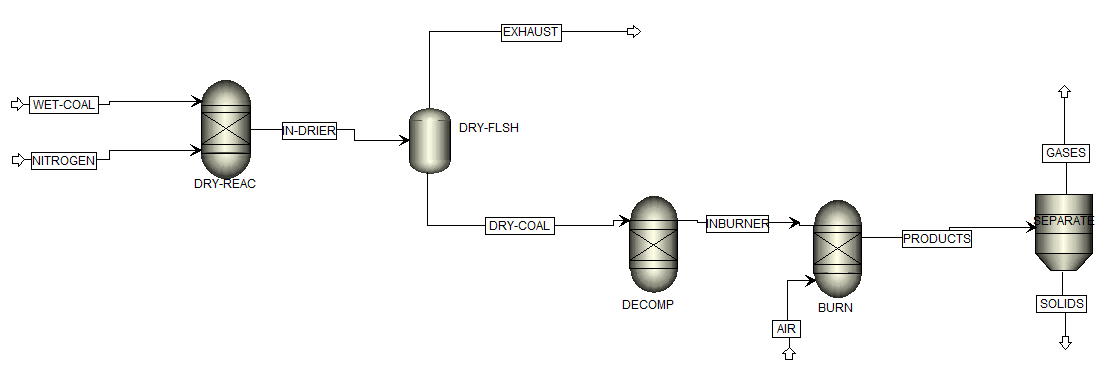 EXHAUST
WET-COAL
IN-DRIER
DRY-FLSH
NITROGEN
DRY-REAC
GASES
DRY-COAL
INBURNER
SEPARATE
PRODUCTS
DECOMP
BURN
SOLIDS
AIR